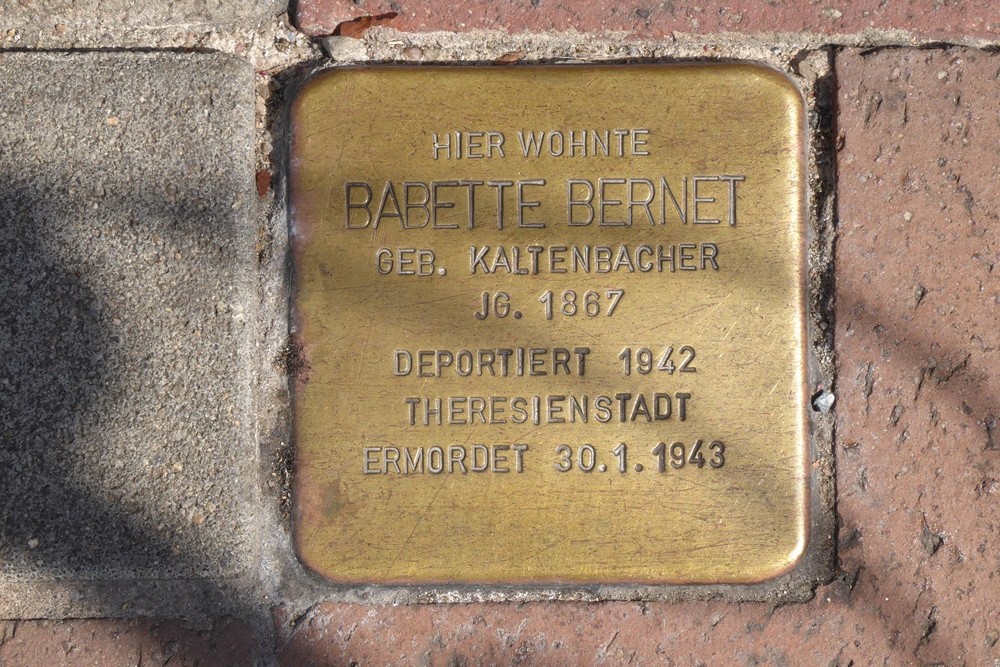 HIER WOHNTE
BABETTE BERNET
GEB. KALTENBACHER
JG. 1867
DEPORTIERT 1942
THERESIENSTADT
ERMORDET 30.1.1943